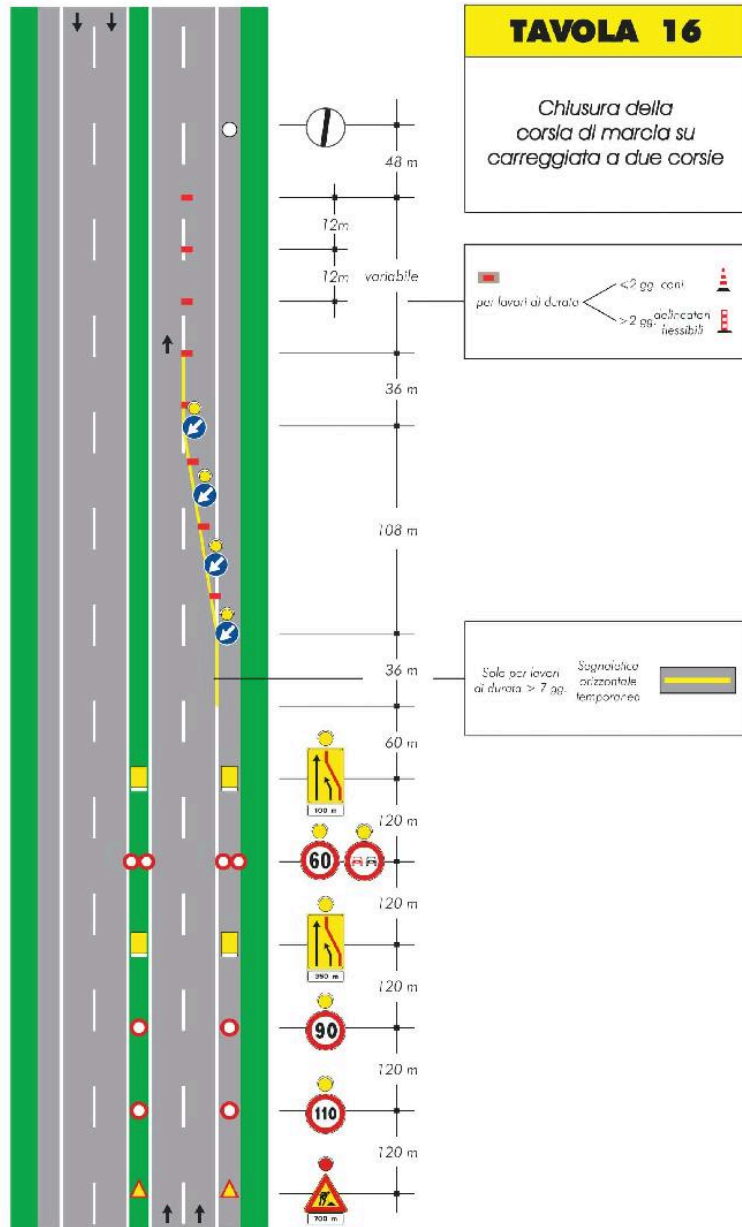 TAVOLA 16
Chiusura della
corsia di marcia su
carreggiata a due corsie
48 m
12m
12m
variabile
per lavori di durata
<2 gg. coni
>2 gg. delineatori
flessibili
36 m
108 m
36 m
Solo per lavori
di durata > 7 gg.
Segnaletica
orizzontale
temporanea
60 m
100 m
120 m
60
120 m
350 m
120 m
90
120 m
110
120 m
700 m